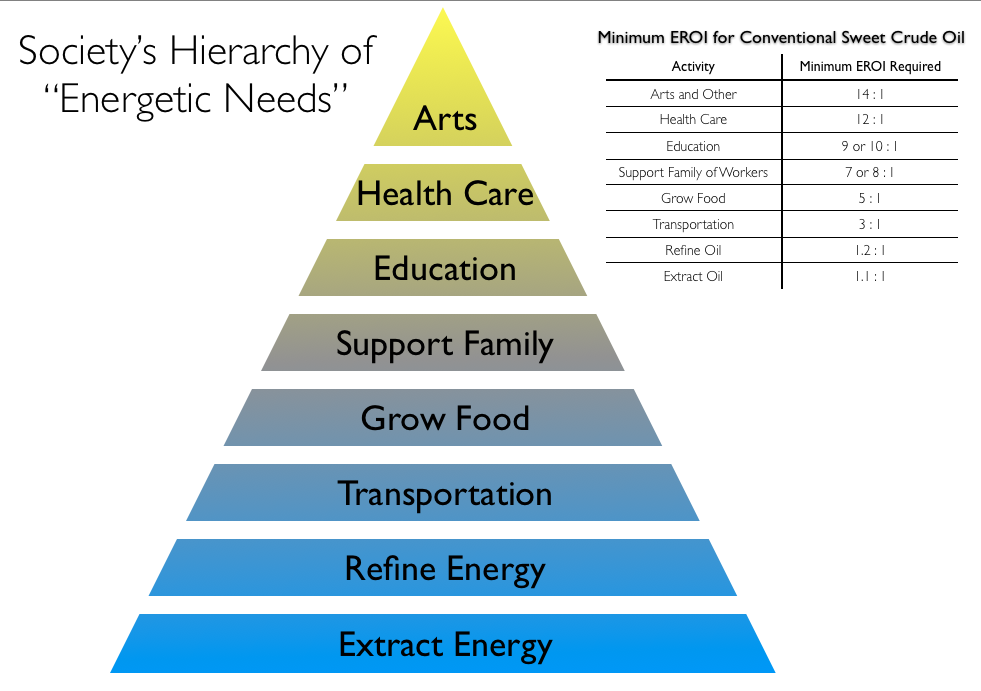 Society’s Hierarchy of
“Energetic Needs”
Arts
Health Care
Education
Support Family
Grow Food
Transportation
Refine Energy
Extract Energy
Minimum EROI for Conventional Sweet Crude Oil
Activity Minimum EROI Required
Arts and Other 14 : 1
Health Care 12 : 1
Education 9 or 10 : 1
Support Family of Workers 7 or 8 : 1
Grow Food 5 : 1
Transportation 3 : 1
Refine Oil 1.2 : 1
Extract Oil 1.1 : 1